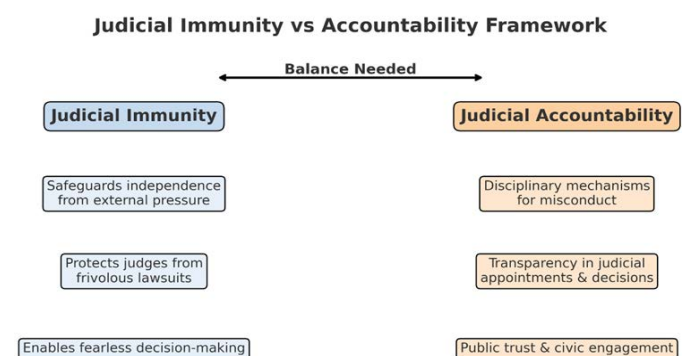 Judicial Immunity vs Accountability Framework
Balance Needed
Judicial Immunity
Judicial Accountability
Safeguards independence
from external pressure
Disciplinary mechanisms
for misconduct
Protects judges from
frivolous lawsuits
Transparency in judicial
appointments & decisions
Enables fearless decision-making
Public trust & civic engagement